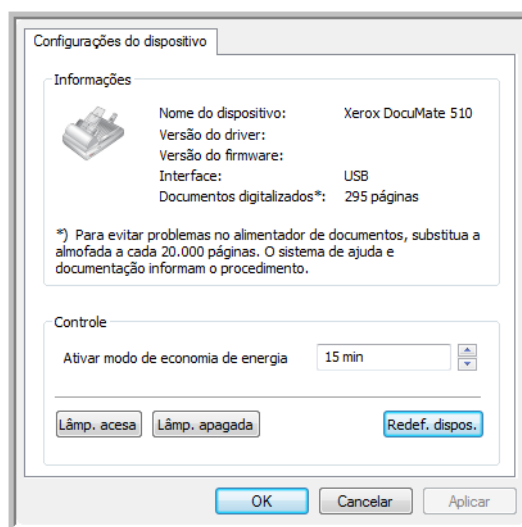 Configurações do dispositivo
Informações
Nome do dispositivo: Xerox DocuMate 510
Versão do driver:
Versão do firmware:
Interface: USB
Documentos digitalizados*: 295 páginas
*) Para evitar problemas no alimentador de documentos, substitua a
almofada a cada 20.000 páginas. O sistema de ajuda e
documentação informam o procedimento.
Controle
Ativar modo de economia de energia 15 min
Lâmp. acesa Lâmp. apagada Redef. dispos.
OK Cancelar Aplicar